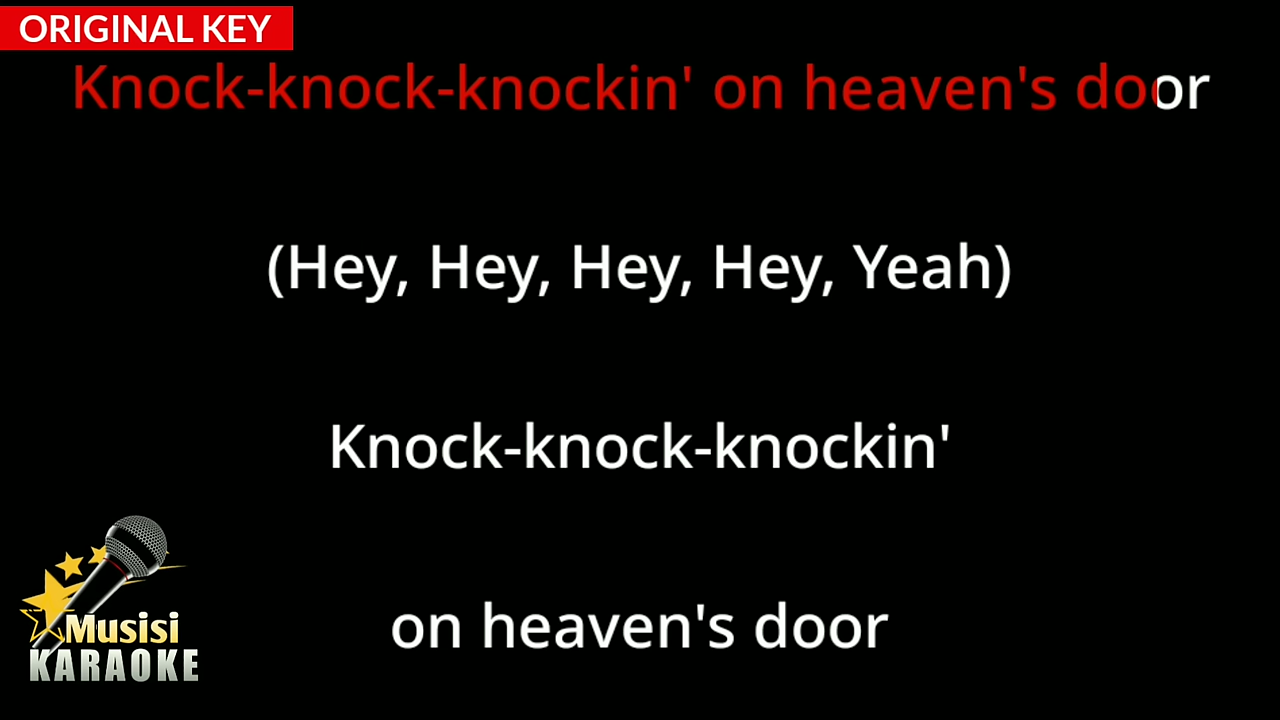 ORIGINAL KEY
Knock-knock-knockin' on heaven's door
(Hey, Hey, Hey, Hey, Yeah)
Knock-knock-knockin'
on heaven's door
Musisi
KARAOKE